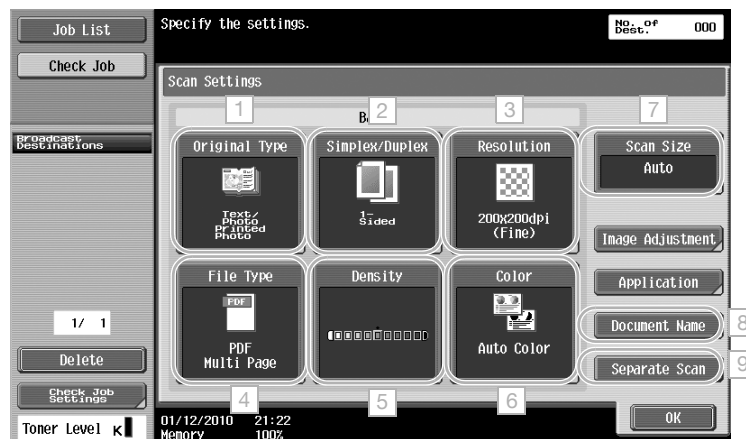 Job List
Specify the settings.
No. of
Dest.
000
Check Job
Scan Settings
1
2
3
7
Broadcast
Destinations
Original Type
Simplex/Duplex
Resolution
Scan Size
Auto
Text/
Photo
Printed
Photo
1-
Sided
200x200dpi
(Fine)
Image Adjustment
File Type
Density
Color
Application
PDF
1/ 1
PDF
Multi Page
Auto Color
Document Name
8
Delete
Separate Scan
9
Check Job
Settings
4
5
6
OK
Toner Level K
01/12/2010 21:22
Memory 100%